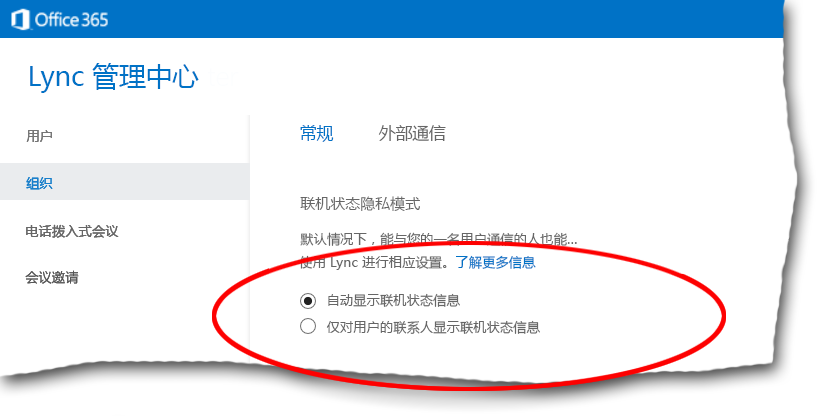 Office 365
Lync 管理中心
用户
组织
电话拨入式会议
会议邀请
常规
外部通信
联机状态隐私模式
默认情况下，能与您的一名用户通信的人也能...
使用 Lync 进行相应设置。了解更多信息
自动显示联机状态信息
仅对用户的联系人显示联机状态信息